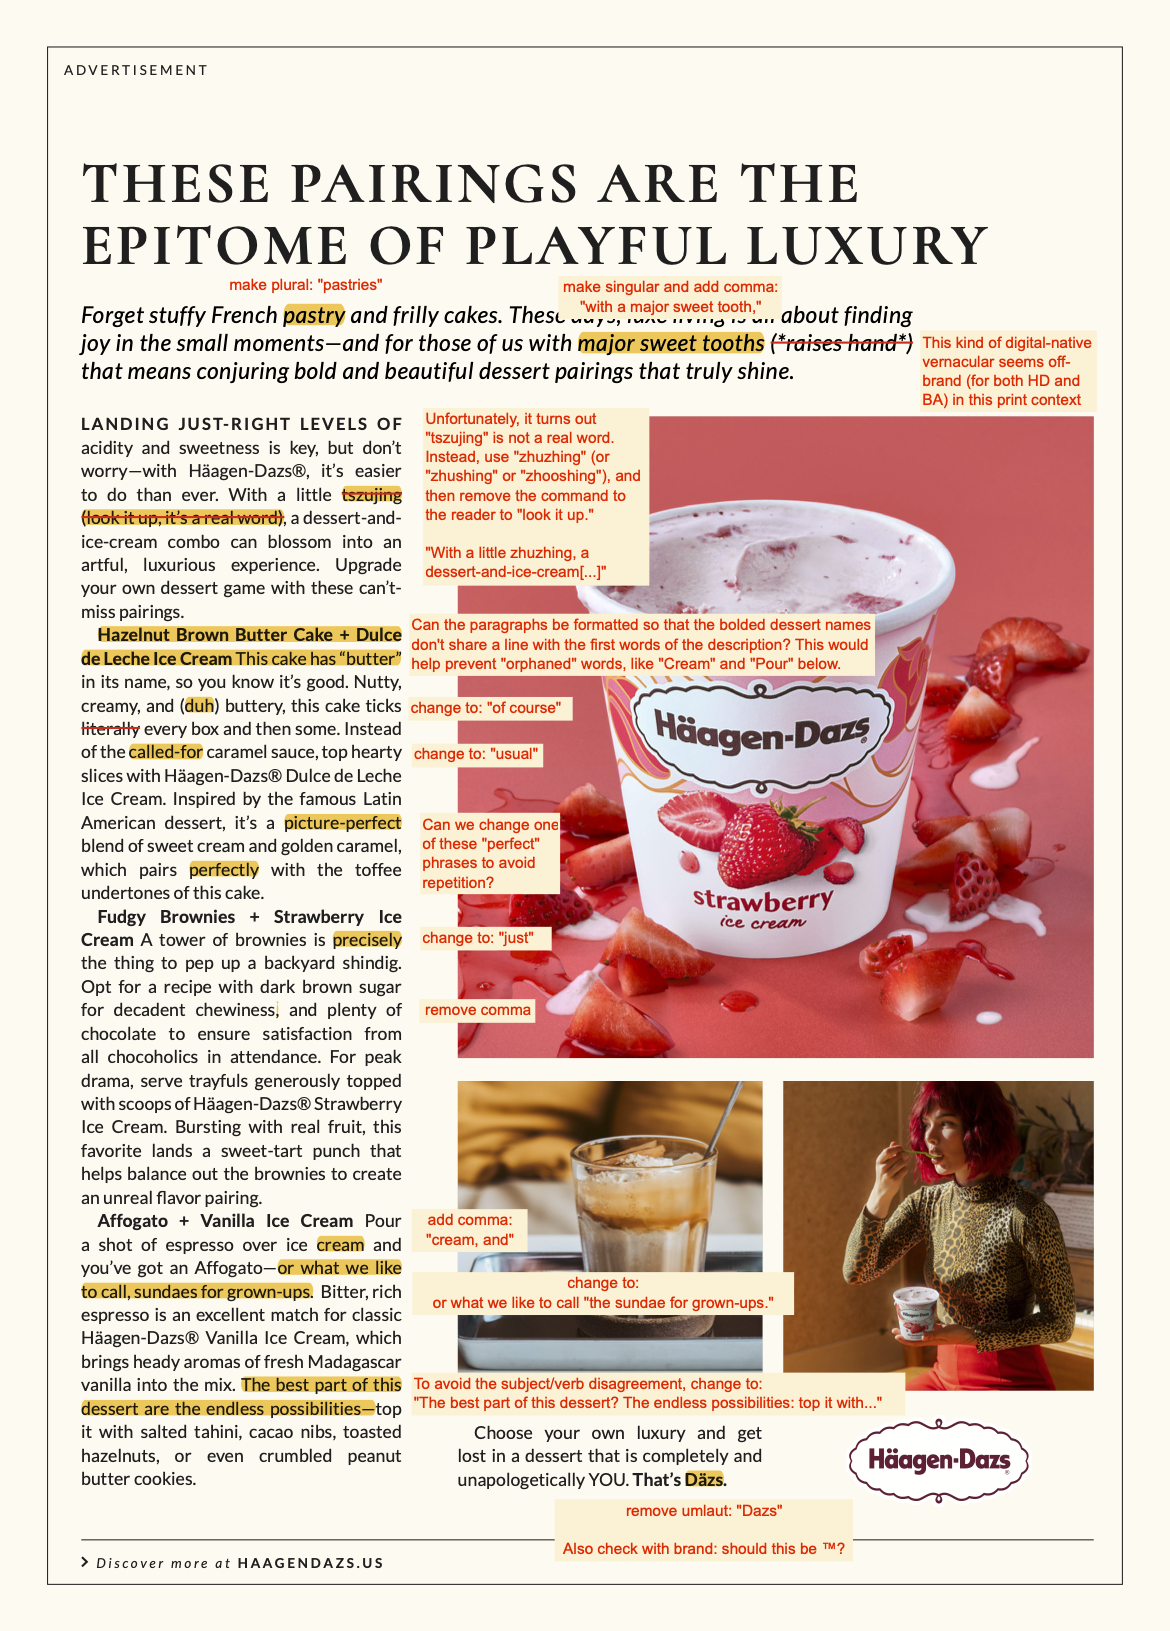 ADVERTISEMENT
THESE PAIRINGS ARE THE
EPITOME OF PLAYFUL LUXURY
make plural: "pastries"
make singular and add comma:
"with a major sweet tooth,"
Forget stuffy French pastry and frilly cakes. These days, luxe living is all about finding
joy in the small moments—and for those of us with major sweet tooths (*raises hand*)
that means conjuring bold and beautiful dessert pairings that truly shine.
This kind of digital-native
vernacular seems off-
brand (for both HD and
BA) in this print context
LANDING JUST-RIGHT LEVELS OF
acidity and sweetness is key, but don't
worry—with Häagen-Dazs®, it's easier
to do than ever. With a little tszujing
(look it up, it's a real word), a dessert-and-
ice-cream combo can blossom into an
artful, luxurious experience. Upgrade
your own dessert game with these can't-
miss pairings.
Hazelnut Brown Butter Cake + Dulce
de Leche Ice Cream This cake has “butter”
in its name, so you know it's good. Nutty,
creamy, and (duh) buttery, this cake ticks
literally every box and then some. Instead
of the called-for caramel sauce, top hearty
slices with Häagen-Dazs® Dulce de Leche
Ice Cream. Inspired by the famous Latin
American dessert, it's a picture-perfect
blend of sweet cream and golden caramel,
which pairs perfectly with the toffee
undertones of this cake.
Fudgy Brownies + Strawberry Ice
Cream A tower of brownies is precisely
the thing to pep up a backyard shindig.
Opt for a recipe with dark brown sugar
for decadent chewiness, and plenty of
chocolate to ensure satisfaction from
all chocoholics in attendance. For peak
drama, serve trayfuls generously topped
with scoops of Häagen-Dazs® Strawberry
Ice Cream. Bursting with real fruit, this
favorite lands a sweet-tart punch that
helps balance out the brownies to create
an unreal flavor pairing.
Affogato + Vanilla Ice Cream Pour
a shot of espresso over ice cream and
you've got an Affogato—or what we like
to call, sundaes for grown-ups. Bitter, rich
espresso is an excellent match for classic
Häagen-Dazs® Vanilla Ice Cream, which
brings heady aromas of fresh Madagascar
vanilla into the mix. The best part of this
dessert are the endless possibilities—top
it with salted tahini, cacao nibs, toasted
hazelnuts, or even crumbled peanut
butter cookies.
Unfortunately, it turns out
"tszujing" is not a real word.
Instead, use "zhuzhing" (or
"zhushing" or "zhooshing"), and
then remove the command to
the reader to "look it up."
"With a little zhuzhing, a
dessert-and-ice-cream[...]"
Can the paragraphs be formatted so that the bolded dessert names
don't share a line with the first words of the description? This would
help prevent "orphaned" words, like "Cream" and "Pour" below.
change to: "of course"
change to: "usual"
Can we change one
of these "perfect"
phrases to avoid
repetition?
change to: "just"
remove comma
Häagen-Dazs®
strawberry
ice cream
add comma:
"cream, and"
change to:
or what we like to call "the sundae for grown-ups."
To avoid the subject/verb disagreement, change to:
"The best part of this dessert? The endless possibilities: top it with..."
Choose your own luxury and get
lost in a dessert that is completely and
unapologetically YOU. That's Däzs.
Häagen-Dazs®
remove umlaut: "Dazs"
Also check with brand: should this be ™?
Discover more at HAAGENDAZS.US